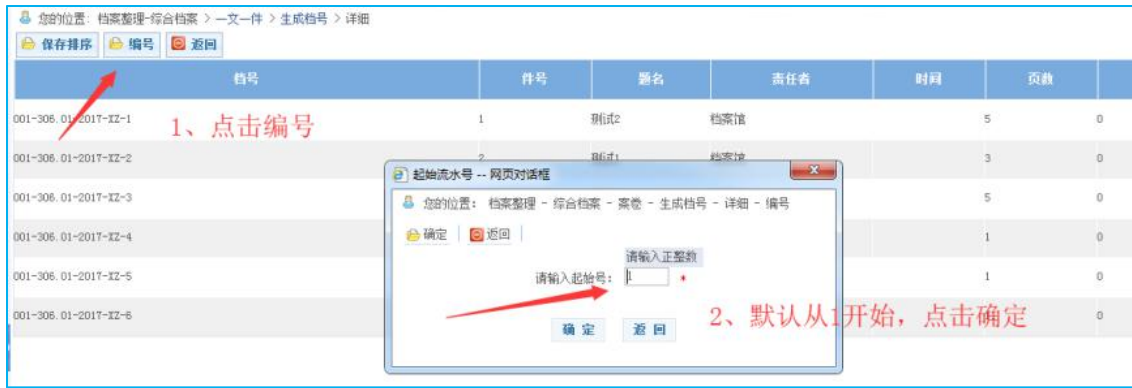 您的位置：档案整理-综合档案 > 一文一件 > 生成档号 > 详细
保存排序 编号 返回
档号 件号 题名 责任者 时间 页数
001-306.01-2017-XZ-1 1 测试2 档案馆 5 0
1、点击编号
001-306.01-2017-XZ-2 2 测试1 档案馆 3 0
起始流水号 -- 网页对话框
001-306.01-2017-XZ-3 5 0
您的位置： 档案整理 - 综合档案 - 案卷 - 生成档号 - 详细 - 编号
确定 返回
001-306.01-2017-XZ-4 1 0
请输入正整数
请输入起始号： 1 *
001-306.01-2017-XZ-5 1 0
001-306.01-2017-XZ-6 0
2、默认从1开始，点击确定
确 定 返 回